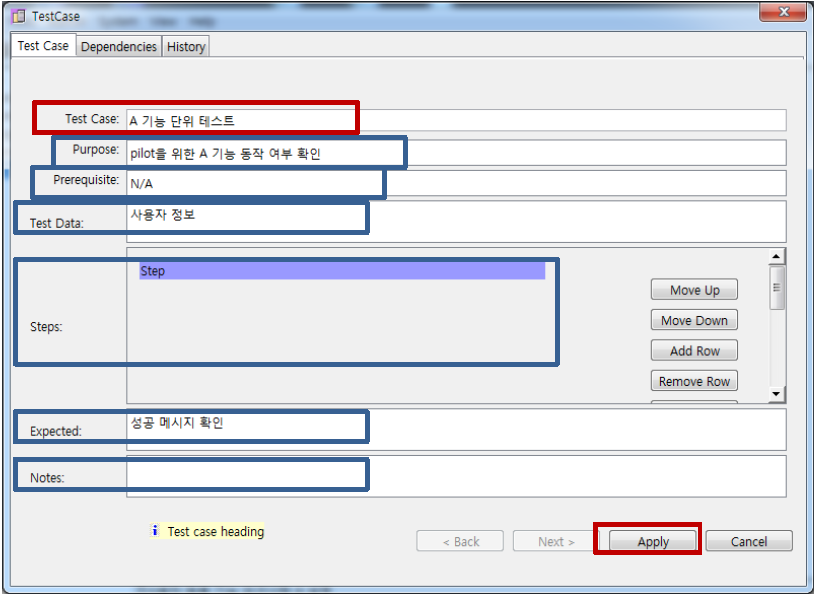 TestCase
Test Case Dependencies History
Test Case: A 기능 단위 테스트
Purpose: pilot을 위한 A 기능 동작 여부 확인
Prerequisite: N/A
Test Data: 사용자 정보
Step
Move Up
Steps: Move Down
Add Row
Remove Row
Expected: 성공 메시지 확인
Notes:
i Test case heading
< Back Next > Apply Cancel